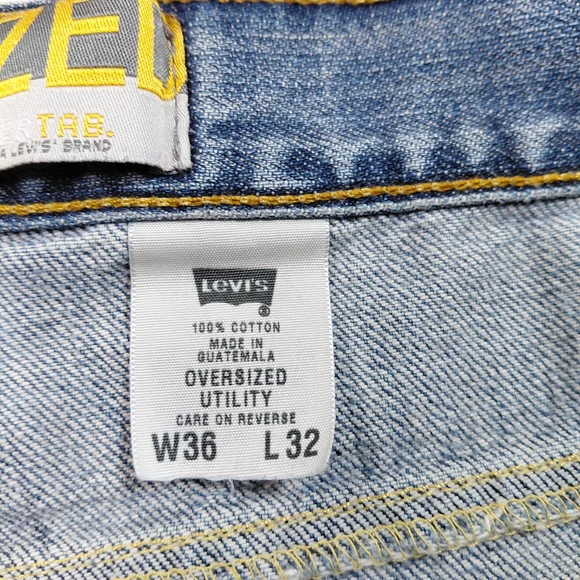 ZED
ERTAB.
A LEVI'S® BRAND
LEVI'S
®
100% COTTON
MADE IN
GUATEMALA
OVERSIZED
UTILITY
CARE ON REVERSE
W36 L32